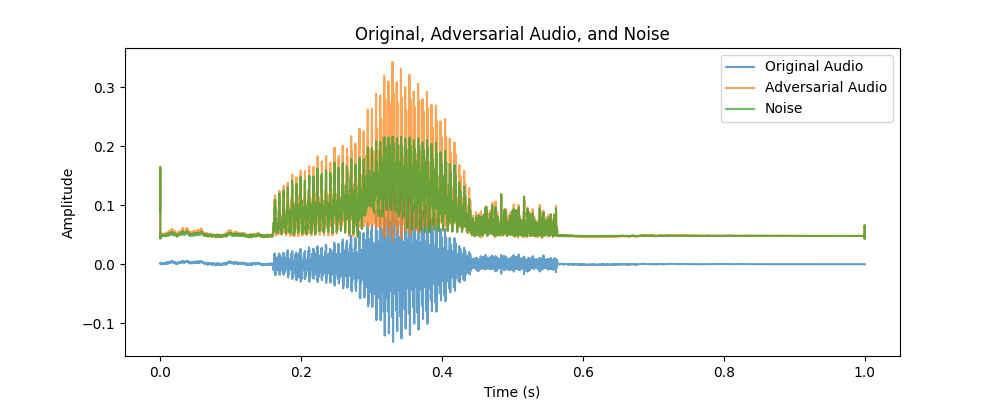 Original, Adversarial Audio, and Noise
Original Audio
Adversarial Audio
Noise
Amplitude
0.3
0.2
0.1
0.0
−0.1
0.0 0.2 0.4 0.6 0.8 1.0
Time (s)